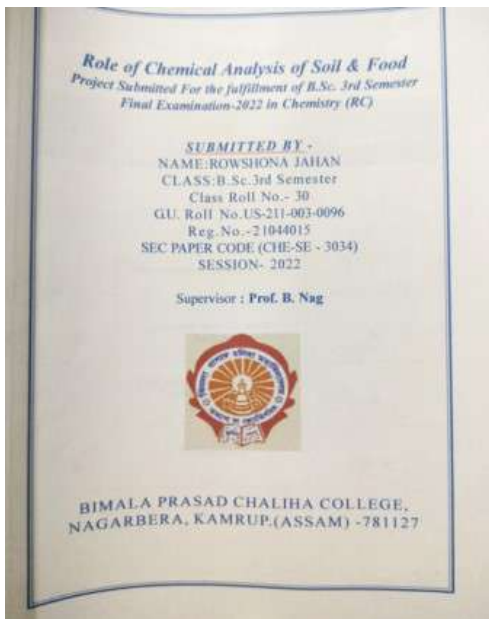 Role of Chemical Analysis of Soil & Food
Project Submitted For the fulfillment of B.Sc. 3rd Semester
Final Examination-2022 in Chemistry (RC)
SUBMITTED BY -
NAME:ROWSHONA JAHAN
CLASS:B.Sc.3rd Semester
Class Roll No.- 30
G.U. Roll No.US-211-003-0096
Reg.No.-21044015
SEC PAPER CODE (CHE-SE - 3034)
SESSION- 2022
Supervisor : Prof. B. Nag
BIMALA PRASAD CHALIHA COLLEGE,
NAGARBERA, KAMRUP.(ASSAM) -781127